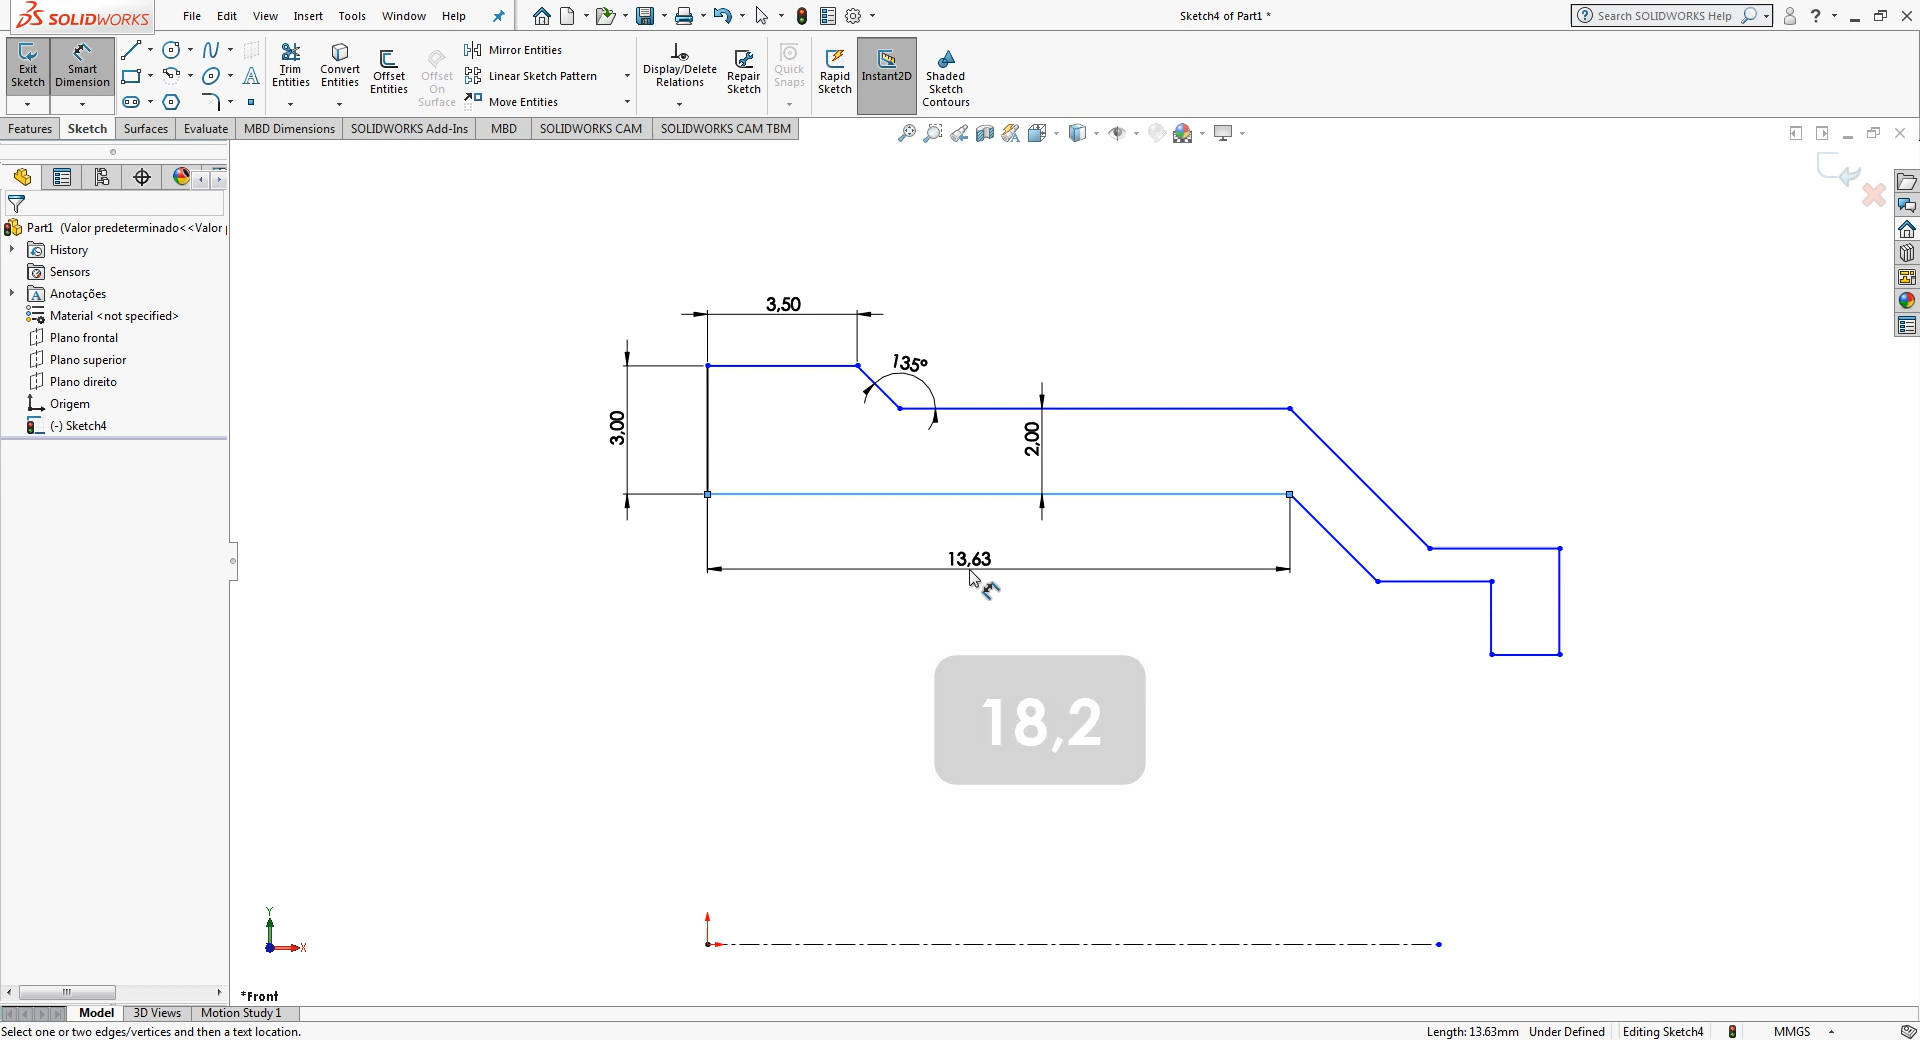 SOLIDWORKS File Edit View Insert Tools Window Help Sketch4 of Part1 * Search SOLIDWORKS Help
Exit Sketch
Smart Dimension
Trim Entities
Convert Entities
Offset Entities
Offset On Surface
Mirror Entities
Linear Sketch Pattern
Move Entities
Display/Delete Relations
Repair Sketch
Quick Snaps
Rapid Sketch
Instant2D
Shaded Sketch Contours
Features Sketch Surfaces Evaluate MBD Dimensions SOLIDWORKS Add-Ins MBD SOLIDWORKS CAM SOLIDWORKS CAM TBM
Part1 (Valor predeterminado<<Valor
History
Sensors
Anotações
Material <not specified>
Plano frontal
Plano superior
Plano direito
Origem
(-) Sketch4
3,50
135°
3,00
2,00
13,63
18,2
Y
X
*Front
Model 3D Views Motion Study 1
Select one or two edges/vertices and then a text location. Length: 13.63mm Under Defined Editing Sketch4 MMGS